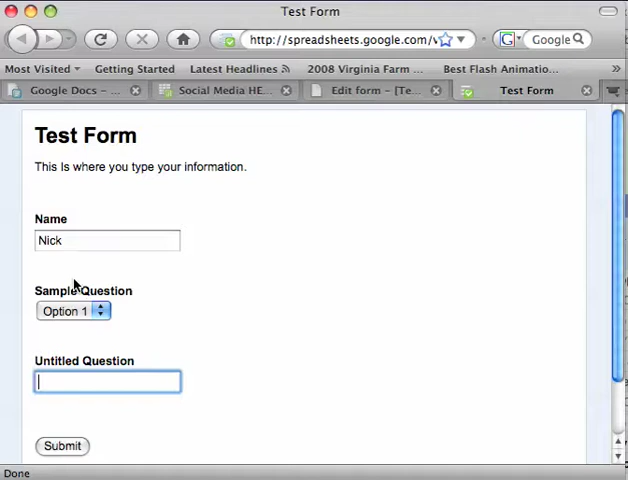 Test Form
http://spreadsheets.google.com/v
Google
Most Visited
Getting Started
Latest Headlines
2008 Virginia Farm ...
Best Flash Animatio...
»
Google Docs – ...
Social Media HE...
Edit form – [Te...
Test Form
Test Form
This Is where you type your information.
Name
Nick
Sample Question
Option 1
Untitled Question
Submit
Done